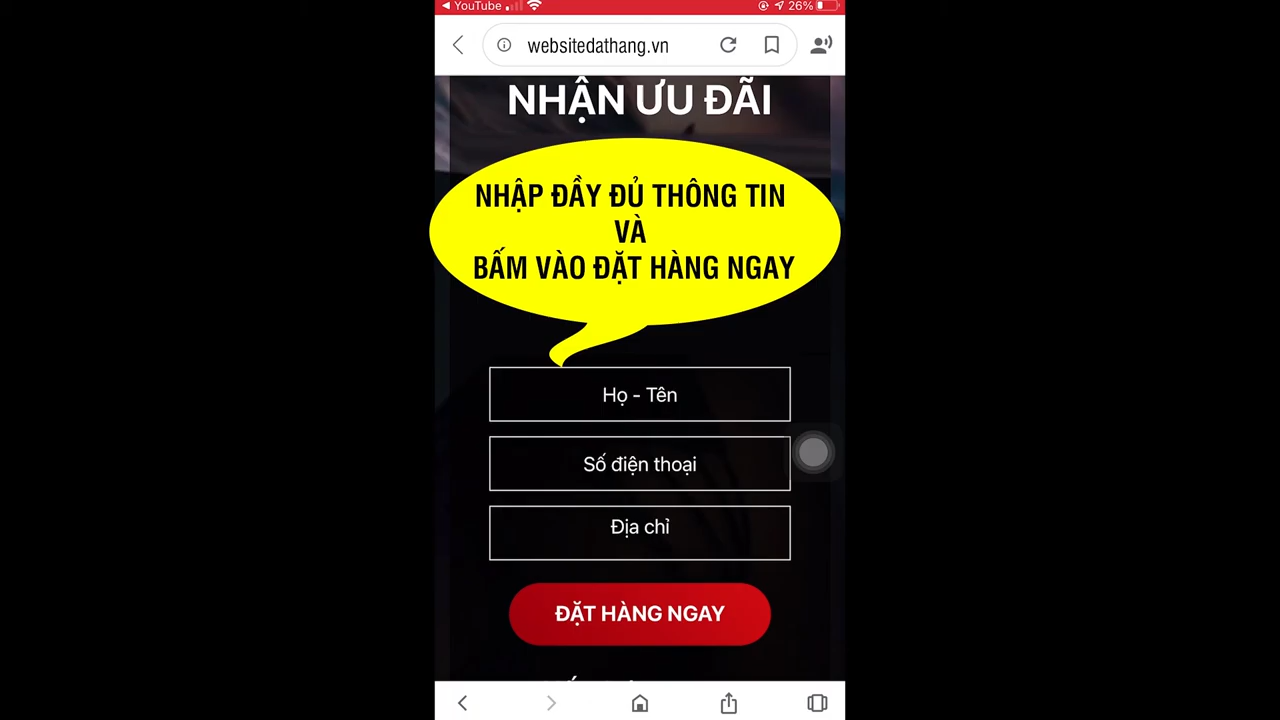 YouTube
26%
websitedathang.vn
NHẬN ƯU ĐÃI
NHẬP ĐẦY ĐỦ THÔNG TIN
VÀ
BẤM VÀO ĐẶT HÀNG NGAY
Họ - Tên
Số điện thoại
Địa chỉ
ĐẶT HÀNG NGAY